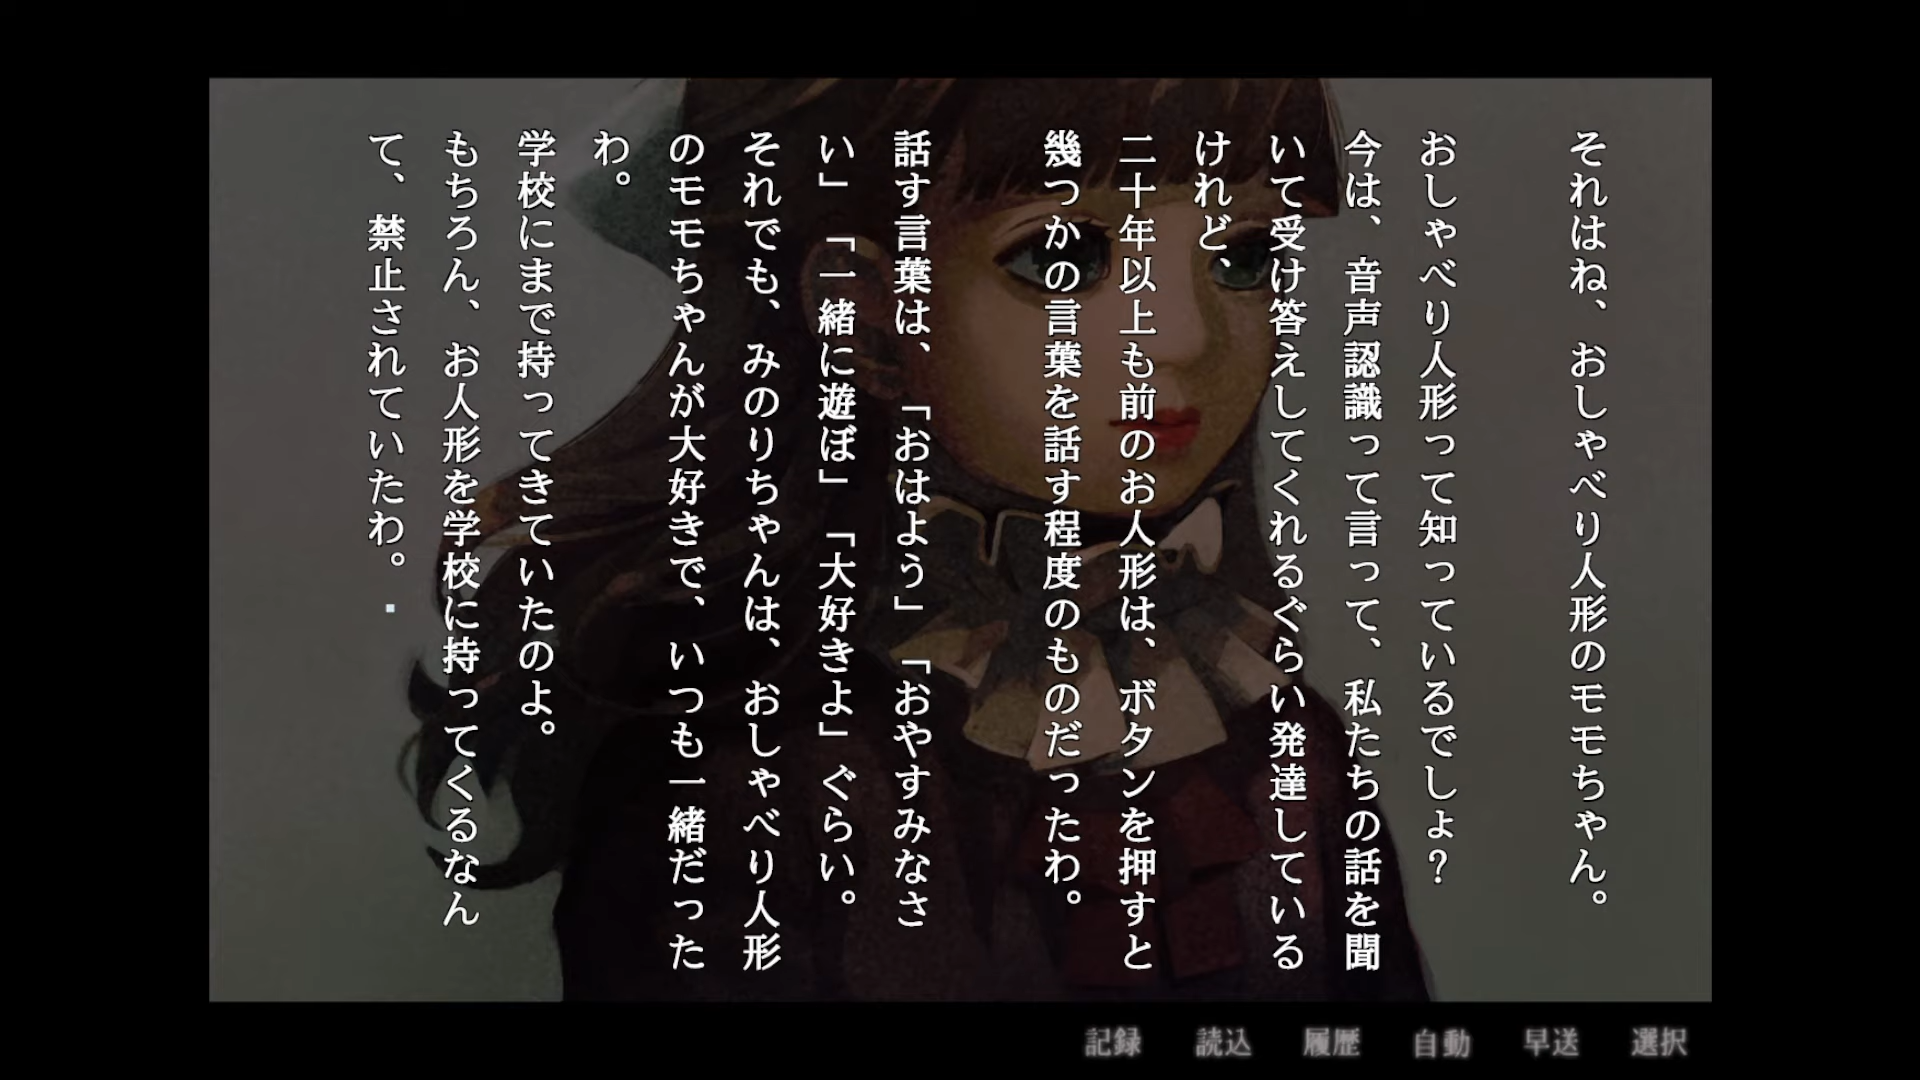 それはね、おしゃべり人形のモモちゃん。
おしゃべり人形って知っているでしょ？
今は、音声認識って言って、私たちの話を聞
いて受け答えしてくれるぐらい発達している
けれど、
二十年以上も前のお人形は、ボタンを押すと
幾つかの言葉を話す程度のものだったわ。
話す言葉は、「おはよう」「おやすみなさ
い」「一緒に遊ぼ」「大好きよ」ぐらい。
それでも、みのりちゃんは、おしゃべり人形
のモモちゃんが大好きで、いつも一緒だった
わ。
学校にまで持ってきていたのよ。
もちろん、お人形を学校に持ってくるなん
て、禁止されていたわ。
記録 読込 履歴 自動 早送 選択